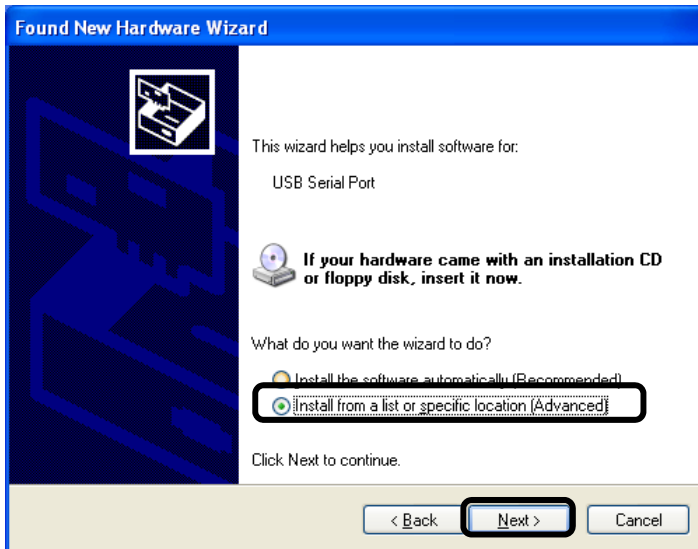 Found New Hardware Wizard
This wizard helps you install software for:
USB Serial Port
If your hardware came with an installation CD
or floppy disk, insert it now.
What do you want the wizard to do?
Install the software automatically (Recommended)
Install from a list or specific location (Advanced)
Click Next to continue.
< Back Next > Cancel